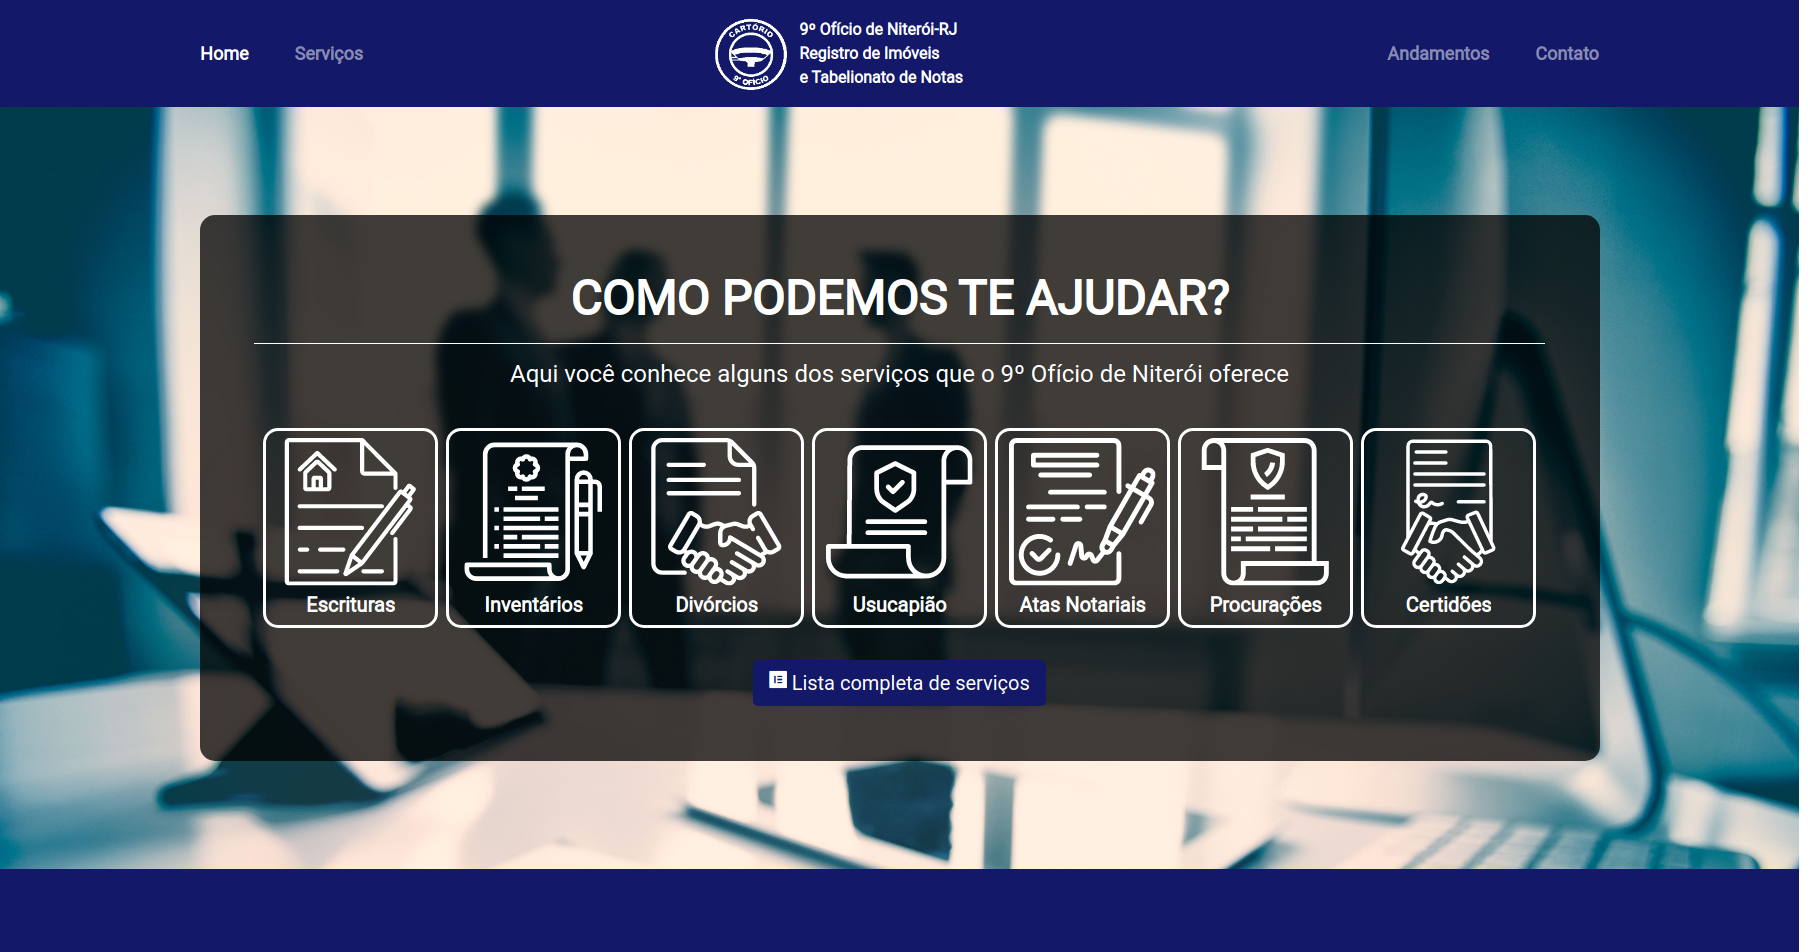 Home
Serviços
CARTÓRIO
9º OFÍCIO
9º Ofício de Niterói-RJ
Registro de Imóveis
e Tabelionato de Notas
Andamentos
Contato
COMO PODEMOS TE AJUDAR?
Aqui você conhece alguns dos serviços que o 9º Ofício de Niterói oferece
Escrituras
Inventários
Divórcios
Usucapião
Atas Notariais
Procurações
Certidões
Lista completa de serviços